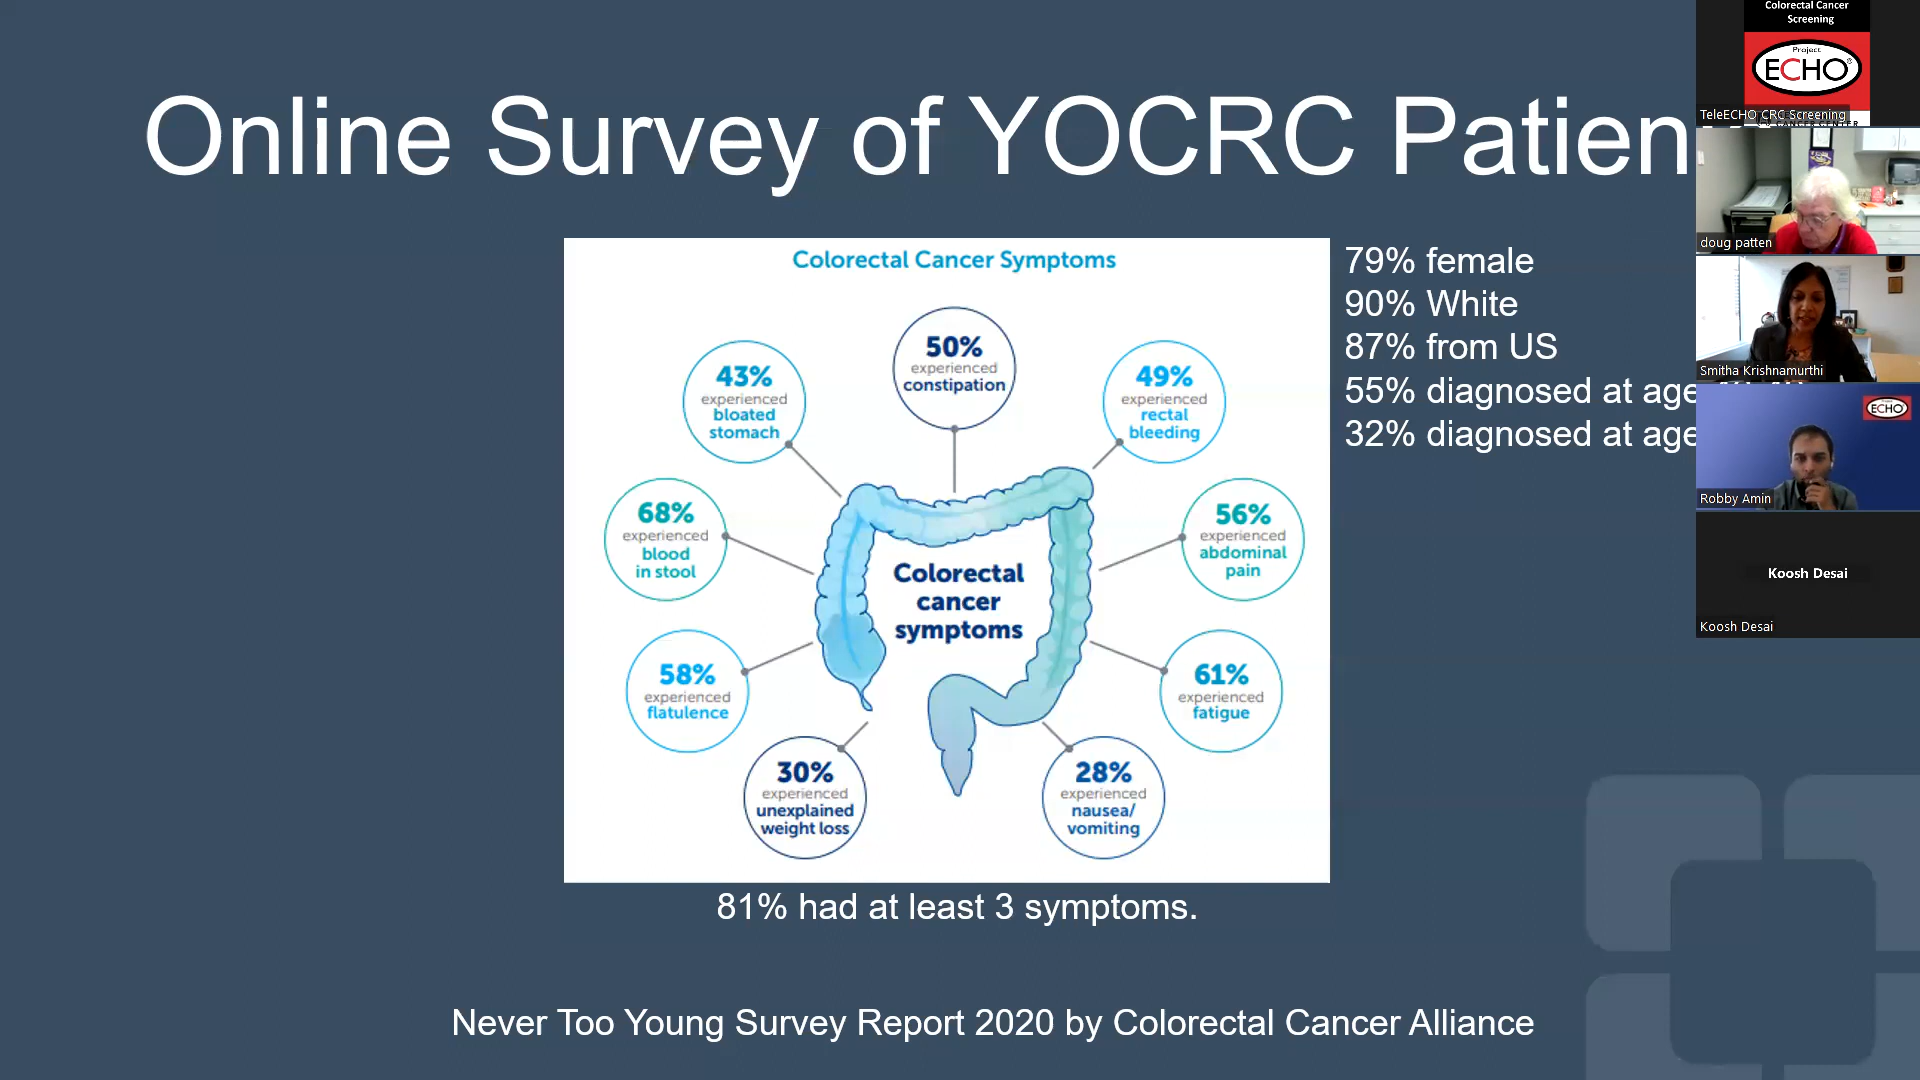 Online Survey of YOCRC Patien
Colorectal Cancer Symptoms
50%
experienced
constipation
43%
experienced
bloated
stomach
49%
experienced
rectal
bleeding
68%
experienced
blood
in stool
56%
experienced
abdominal
pain
Colorectal
cancer
symptoms
58%
experienced
flatulence
61%
experienced
fatigue
30%
experienced
unexplained
weight loss
28%
experienced
nausea/
vomiting
79% female
90% White
87% from US
55% diagnosed at age
32% diagnosed at age
81% had at least 3 symptoms.
Never Too Young Survey Report 2020 by Colorectal Cancer Alliance
Colorectal Cancer
Screening
Project
ECHO®
TeleECHO CRC Screening
doug patten
Smitha Krishnamurthi
ECHO
Robby Amin
Koosh Desai
Koosh Desai